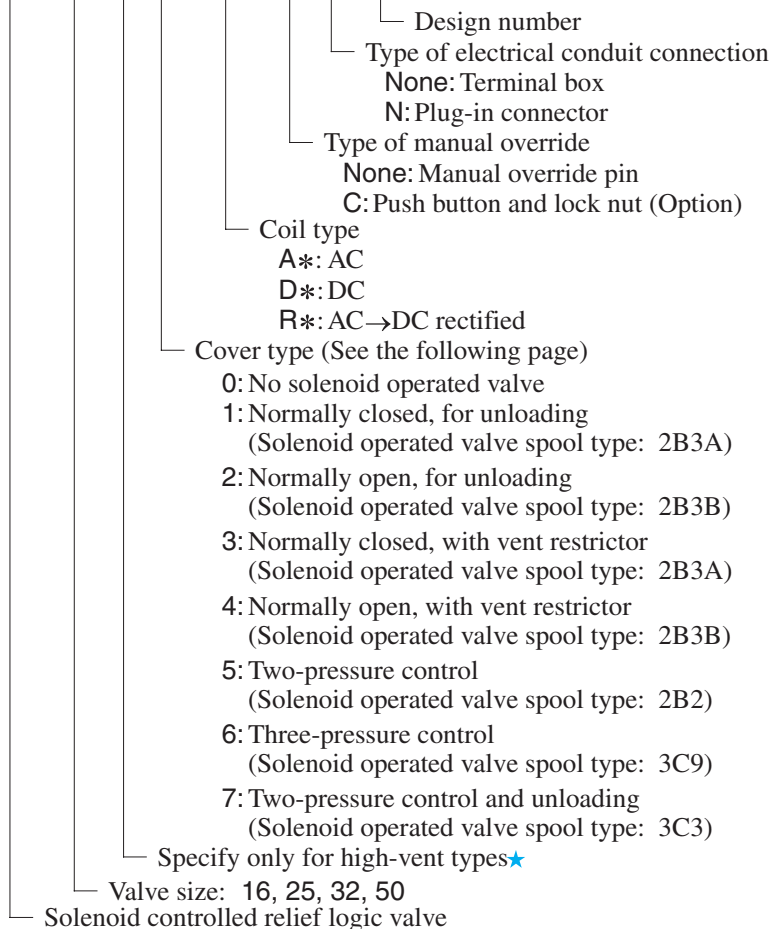 Design number
Type of electrical conduit connection
None: Terminal box
N: Plug-in connector
Type of manual override
None: Manual override pin
C: Push button and lock nut (Option)
Coil type
A*: AC
D*: DC
R*: AC→DC rectified
Cover type (See the following page)
0: No solenoid operated valve
1: Normally closed, for unloading
(Solenoid operated valve spool type: 2B3A)
2: Normally open, for unloading
(Solenoid operated valve spool type: 2B3B)
3: Normally closed, with vent restrictor
(Solenoid operated valve spool type: 2B3A)
4: Normally open, with vent restrictor
(Solenoid operated valve spool type: 2B3B)
5: Two-pressure control
(Solenoid operated valve spool type: 2B2)
6: Three-pressure control
(Solenoid operated valve spool type: 3C9)
7: Two-pressure control and unloading
(Solenoid operated valve spool type: 3C3)
Specify only for high-vent types★
Valve size: 16, 25, 32, 50
Solenoid controlled relief logic valve